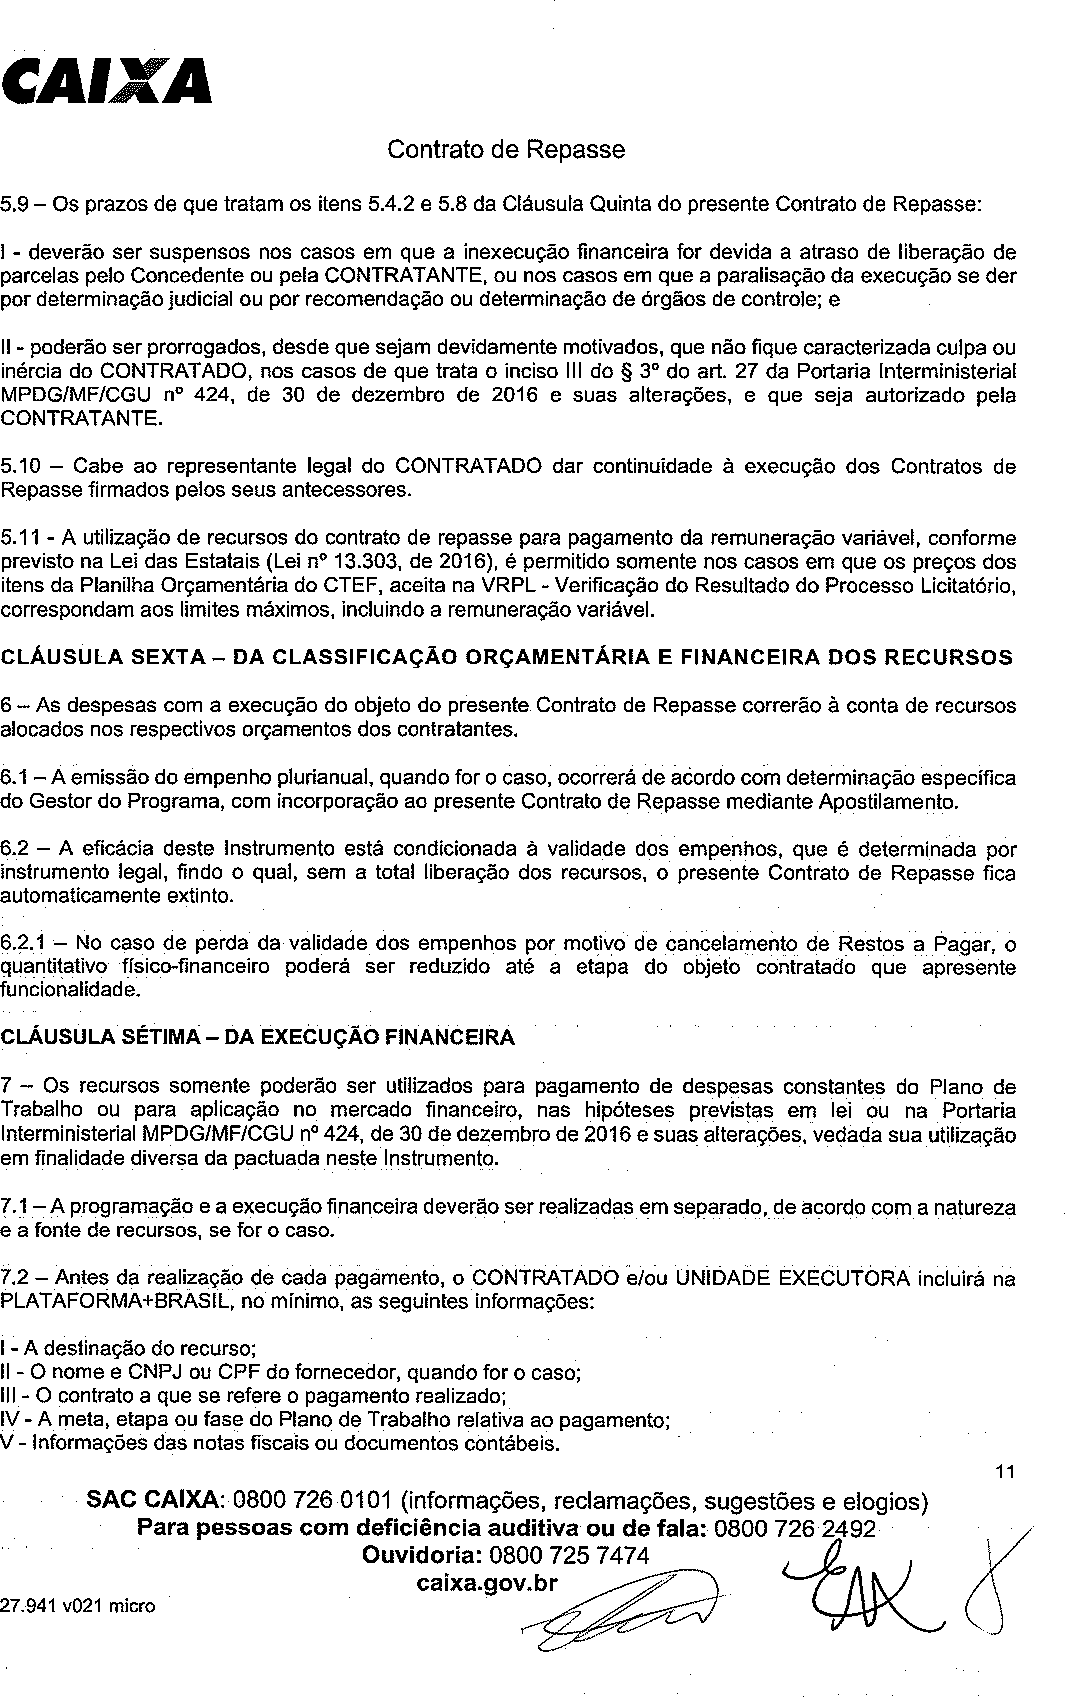 CAIXA
Contrato de Repasse
5.9 – Os prazos de que tratam os itens 5.4.2 e 5.8 da Cláusula Quinta do presente Contrato de Repasse:
I - deverão ser suspensos nos casos em que a inexecução financeira for devida a atraso de liberação de
parcelas pelo Concedente ou pela CONTRATANTE, ou nos casos em que a paralisação da execução se der
por determinação judicial ou por recomendação ou determinação de órgãos de controle; e
II - poderão ser prorrogados, desde que sejam devidamente motivados, que não fique caracterizada culpa ou
inércia do CONTRATADO, nos casos de que trata o inciso III do § 3º do art. 27 da Portaria Interministerial
MPDG/MF/CGU nº 424, de 30 de dezembro de 2016 e suas alterações, e que seja autorizado pela
CONTRATANTE.
5.10 – Cabe ao representante legal do CONTRATADO dar continuidade à execução dos Contratos de
Repasse firmados pelos seus antecessores.
5.11 - A utilização de recursos do contrato de repasse para pagamento da remuneração variável, conforme
previsto na Lei das Estatais (Lei nº 13.303, de 2016), é permitido somente nos casos em que os preços dos
itens da Planilha Orçamentária do CTEF, aceita na VRPL - Verificação do Resultado do Processo Licitatório,
correspondam aos limites máximos, incluindo a remuneração variável.
CLÁUSULA SEXTA – DA CLASSIFICAÇÃO ORÇAMENTÁRIA E FINANCEIRA DOS RECURSOS
6 – As despesas com a execução do objeto do presente Contrato de Repasse correrão à conta de recursos
alocados nos respectivos orçamentos dos contratantes.
6.1 – A emissão do empenho plurianual, quando for o caso, ocorrerá de acordo com determinação específica
do Gestor do Programa, com incorporação ao presente Contrato de Repasse mediante Apostilamento.
6.2 – A eficácia deste Instrumento está condicionada à validade dos empenhos, que é determinada por
instrumento legal, findo o qual, sem a total liberação dos recursos, o presente Contrato de Repasse fica
automaticamente extinto.
6.2.1 – No caso de perda da validade dos empenhos por motivo de cancelamento de Restos a Pagar, o
quantitativo físico-financeiro poderá ser reduzido até a etapa do objeto contratado que apresente
funcionalidade.
CLÁUSULA SÉTIMA – DA EXECUÇÃO FINANCEIRA
7 – Os recursos somente poderão ser utilizados para pagamento de despesas constantes do Plano de
Trabalho ou para aplicação no mercado financeiro, nas hipóteses previstas em lei ou na Portaria
Interministerial MPDG/MF/CGU nº 424, de 30 de dezembro de 2016 e suas alterações, vedada sua utilização
em finalidade diversa da pactuada neste Instrumento.
7.1 – A programação e a execução financeira deverão ser realizadas em separado, de acordo com a natureza
e a fonte de recursos, se for o caso.
7.2 – Antes da realização de cada pagamento, o CONTRATADO e/ou UNIDADE EXECUTORA incluirá na
PLATAFORMA+BRASIL, no mínimo, as seguintes informações:
I - A destinação do recurso;
II - O nome e CNPJ ou CPF do fornecedor, quando for o caso;
III - O contrato a que se refere o pagamento realizado;
IV - A meta, etapa ou fase do Plano de Trabalho relativa ao pagamento;
V - Informações das notas fiscais ou documentos contábeis.
11
SAC CAIXA: 0800 726 0101 (informações, reclamações, sugestões e elogios)
Para pessoas com deficiência auditiva ou de fala: 0800 726 2492
Ouvidoria: 0800 725 7474
caixa.gov.br
27.941 v021 micro